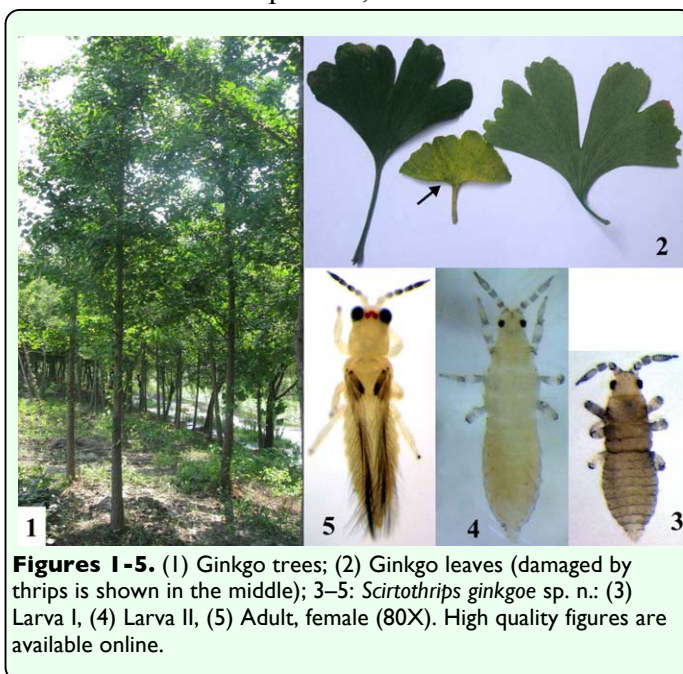 1
2
5
4
3
Figures 1-5. (1) Ginkgo trees; (2) Ginkgo leaves (damaged by
thrips is shown in the middle); 3–5: Scirtothrips ginkgoe sp. n.: (3)
Larva I, (4) Larva II, (5) Adult, female (80X). High quality figures are
available online.